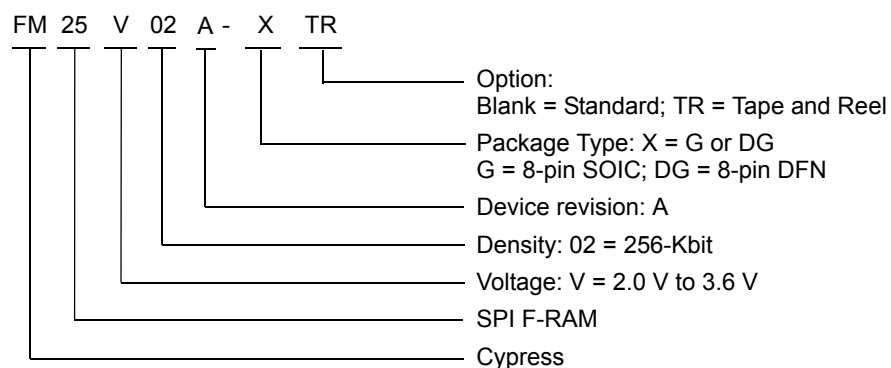 FM 25 V 02 A - X TR
Option:
Blank = Standard; TR = Tape and Reel
Package Type: X = G or DG
G = 8-pin SOIC; DG = 8-pin DFN
Device revision: A
Density: 02 = 256-Kbit
Voltage: V = 2.0 V to 3.6 V
SPI F-RAM
Cypress